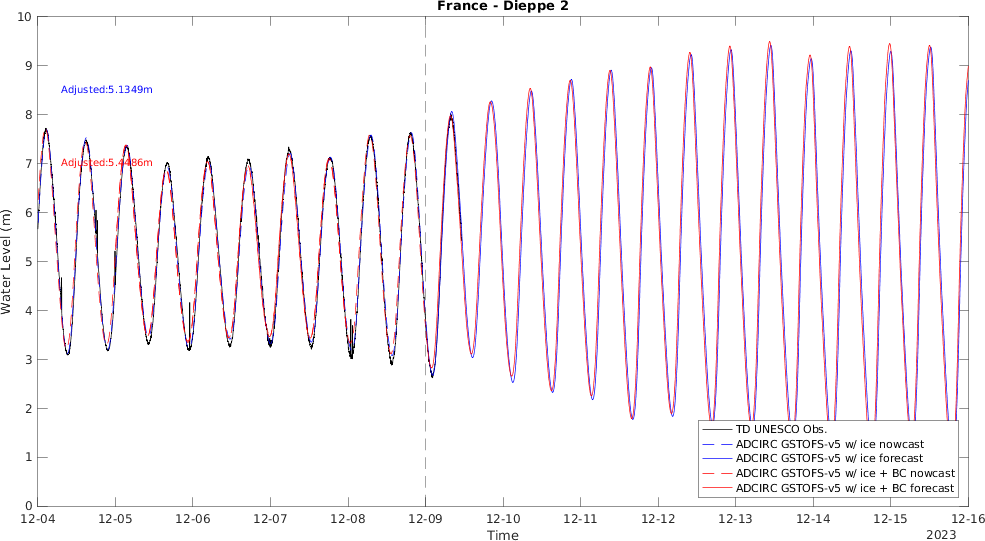 France - Dieppe 2
10
9
8
7
6
5
4
3
2
1
0
Water Level (m)
Adjusted:5.1349m
Adjusted:5.4486m
TD UNESCO Obs.
ADCIRC GSTOFS-v5 w/ ice nowcast
ADCIRC GSTOFS-v5 w/ ice forecast
ADCIRC GSTOFS-v5 w/ ice + BC nowcast
ADCIRC GSTOFS-v5 w/ ice + BC forecast
12-04 12-05 12-06 12-07 12-08 12-09 12-10 12-11 12-12 12-13 12-14 12-15 12-16
Time
2023